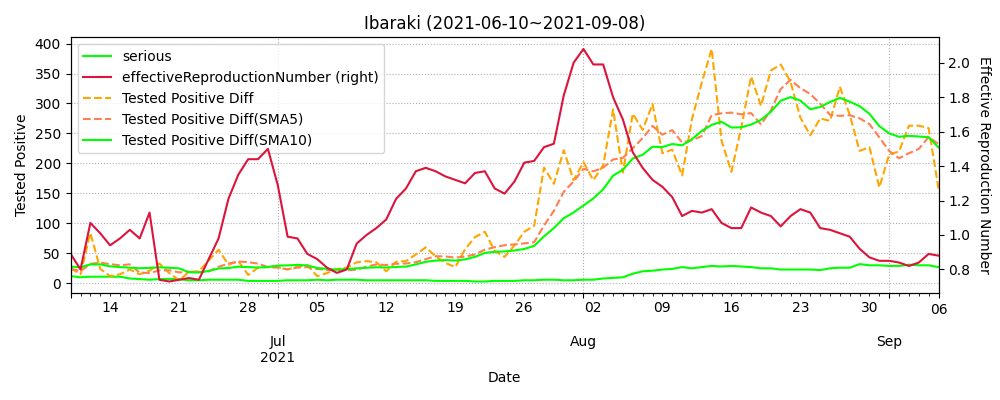 Ibaraki (2021-06-10~2021-09-08)
serious
effectiveReproductionNumber (right)
Tested Positive Diff
Tested Positive Diff(SMA5)
Tested Positive Diff(SMA10)
Tested Positive
400
350
300
250
200
150
100
50
0
2.0
1.8
1.6
1.4
1.2
1.0
0.8
Effective Reproduction Number
14 21 28 05 12 19 26 02 09 16 23 30 06
Jul Aug Sep
2021
Date